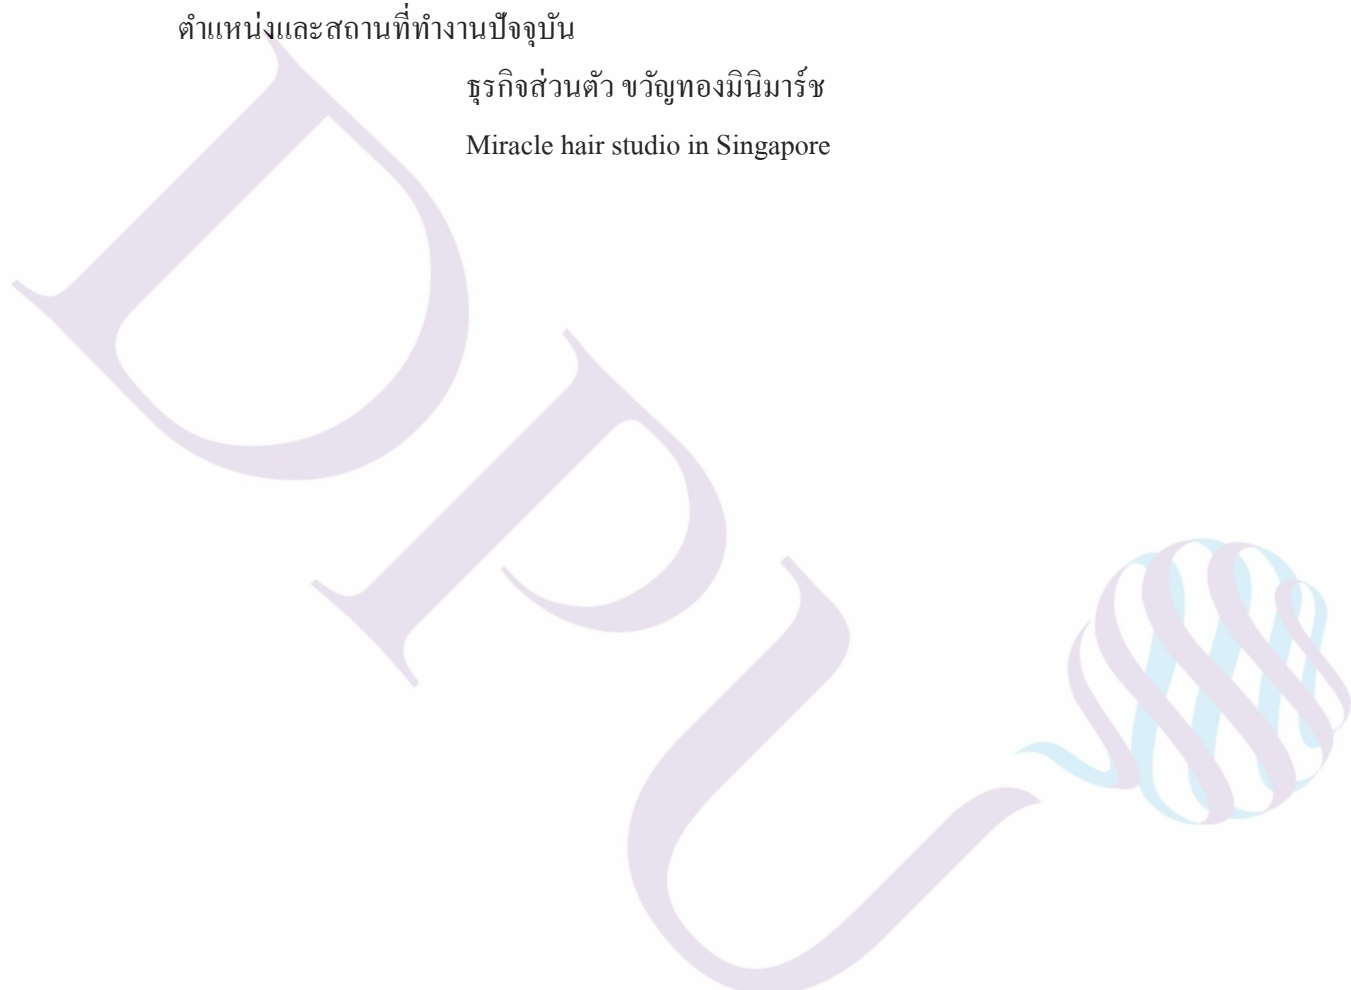 ตำแหน่งและสถานที่ทำงานปัจจุบัน
ธุรกิจส่วนตัว ขวัญทองมินิมาร์ช
Miracle hair studio in Singapore
DPU